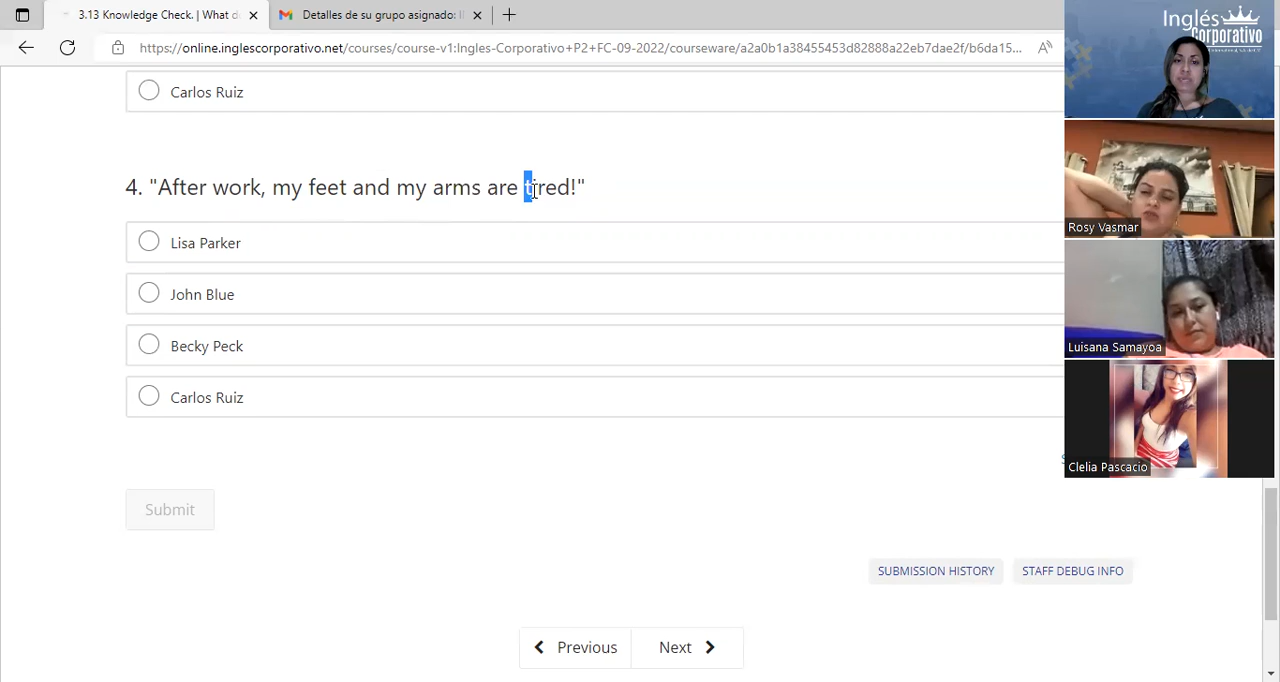 3.13 Knowledge Check. | What d
Detalles de su grupo asignado: I
https://online.inglescorporativo.net/courses/course-v1:Ingles-Corporativo+P2+FC-09-2022/courseware/a2a0b1a38455453d82888a22eb7dae2f/b6da15...
Inglés
Corporativo
Carlos Ruiz
4. "After work, my feet and my arms are tired!"
Lisa Parker
John Blue
Becky Peck
Carlos Ruiz
Submit
SUBMISSION HISTORY
STAFF DEBUG INFO
Previous
Next
Rosy Vasmar
Luisana Samayoa
Clelia Pascacio